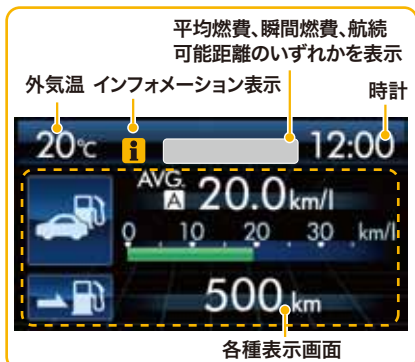 平均燃費、瞬間燃費、航続
可能距離のいずれかを表示
外気温 インフォメーション表示
時計
20℃ i 12:00
AVG.
A 20.0km/l
0 10 20 30 km/l
500km
各種表示画面